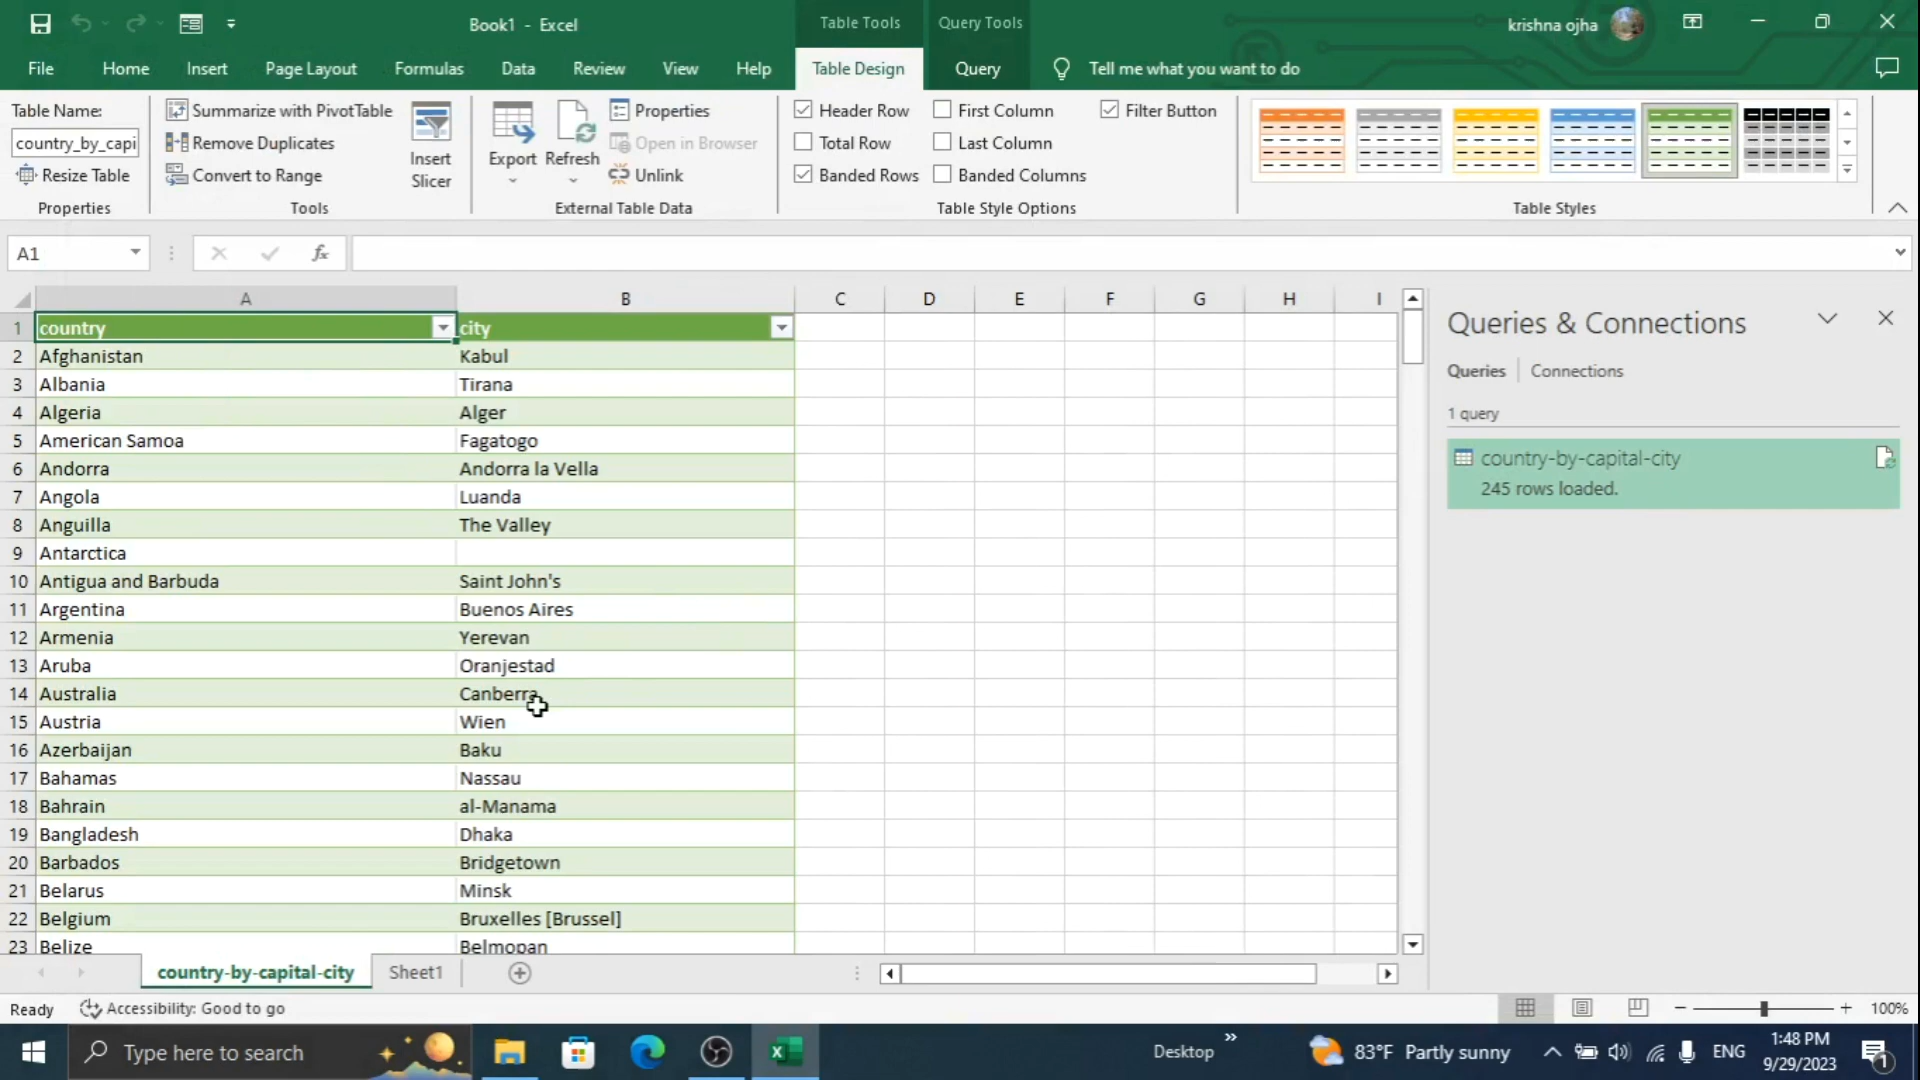 Book1 - Excel
Table Tools
Query Tools
krishna ojha
File
Home
Insert
Page Layout
Formulas
Data
Review
View
Help
Table Design
Query
Tell me what you want to do
Table Name:
country_by_capi
Resize Table
Properties
Summarize with PivotTable
Remove Duplicates
Convert to Range
Tools
Insert
Slicer
Export
Refresh
Properties
Open in Browser
Unlink
External Table Data
Header Row
Total Row
Banded Rows
First Column
Last Column
Banded Columns
Filter Button
Table Style Options
Table Styles
A1
fx
A B C D E F G H I
1 country city
2 Afghanistan Kabul
3 Albania Tirana
4 Algeria Alger
5 American Samoa Fagatogo
6 Andorra Andorra la Vella
7 Angola Luanda
8 Anguilla The Valley
9 Antarctica
10 Antigua and Barbuda Saint John's
11 Argentina Buenos Aires
12 Armenia Yerevan
13 Aruba Oranjestad
14 Australia Canberra
15 Austria Wien
16 Azerbaijan Baku
17 Bahamas Nassau
18 Bahrain al-Manama
19 Bangladesh Dhaka
20 Barbados Bridgetown
21 Belarus Minsk
22 Belgium Bruxelles [Brussel]
23 Belize Belmopan
Queries & Connections
Queries
Connections
1 query
country-by-capital-city
245 rows loaded.
country-by-capital-city
Sheet1
Ready
Accessibility: Good to go
100%
Type here to search
Desktop
83°F Partly sunny
ENG
1:48 PM
9/29/2023
1